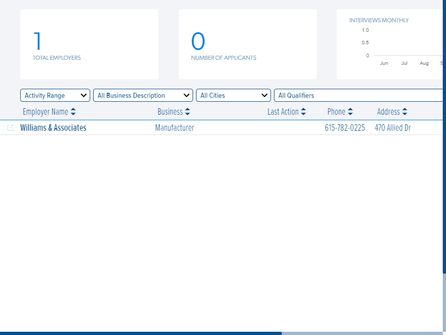 1
TOTAL EMPLOYERS
0
NUMBER OF APPLICANTS
INTERVIEWS MONTHLY
1.0
0.5
0
Jun Jul Aug S
Activity Range All Business Description All Cities All Qualifiers
Employer Name Business Last Action Phone Address
Williams & Associates Manufacturer 615-782-0225 470 Allied Dr